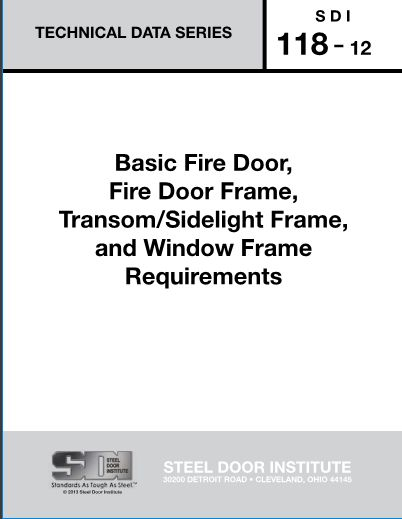 TECHNICAL DATA SERIES
SDI
118 - 12
Basic Fire Door,
Fire Door Frame,
Transom/Sidelight Frame,
and Window Frame
Requirements
SDI
STEEL
DOOR
INSTITUTE
Standards As Tough As Steel.™
© 2013 Steel Door Institute
STEEL DOOR INSTITUTE
30200 DETROIT ROAD • CLEVELAND, OHIO 44145